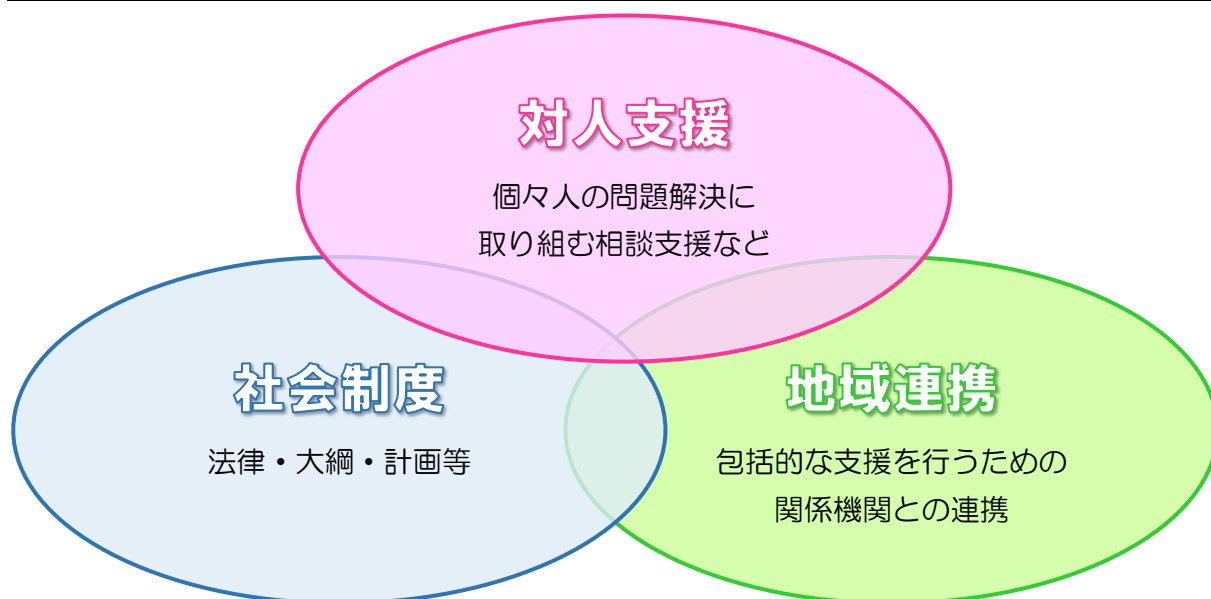 対人支援
個々人の問題解決に
取り組む相談支援など
社会制度
法律・大綱・計画等
地域連携
包括的な支援を行うための
関係機関との連携